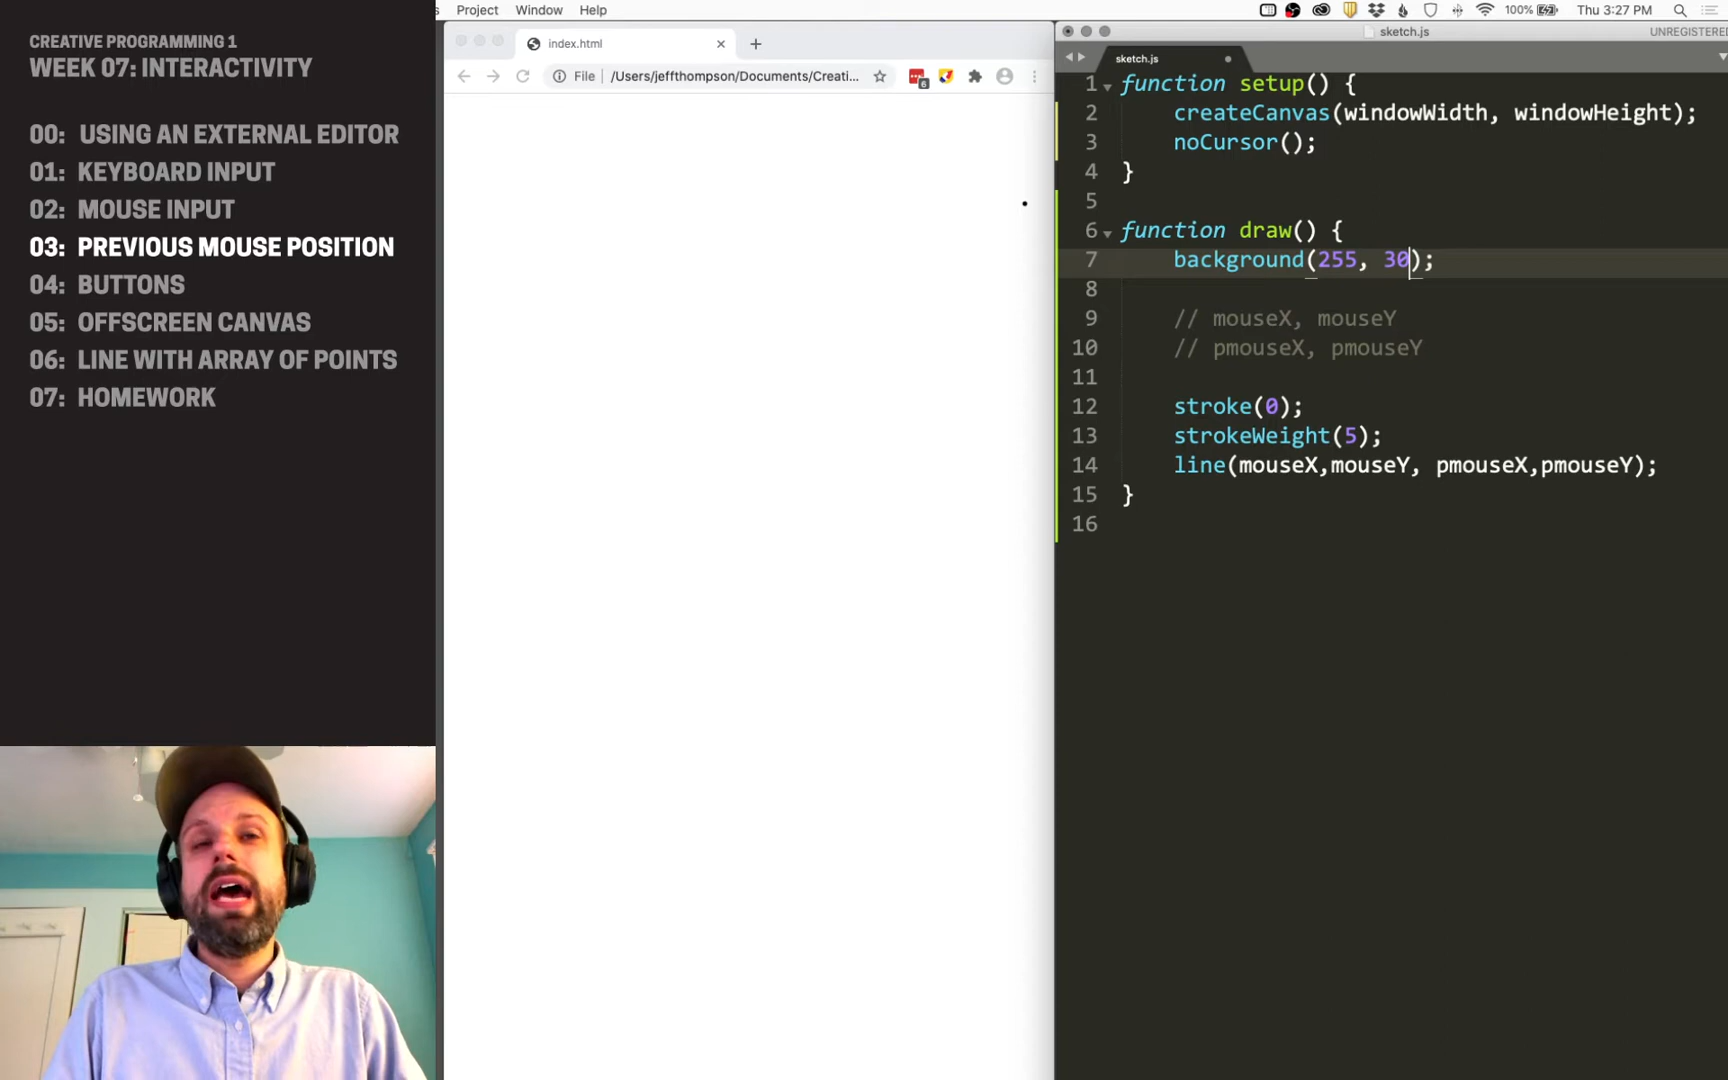 CREATIVE PROGRAMMING 1
WEEK 07: INTERACTIVITY
00: USING AN EXTERNAL EDITOR
01: KEYBOARD INPUT
02: MOUSE INPUT
03: PREVIOUS MOUSE POSITION
04: BUTTONS
05: OFFSCREEN CANVAS
06: LINE WITH ARRAY OF POINTS
07: HOMEWORK
Project Window Help
100% Thu 3:27 PM
index.html
File /Users/jeffthompson/Documents/Creati...
6
sketch.js
UNREGISTERED
sketch.js
1 function setup() {
2 createCanvas(windowWidth, windowHeight);
3 noCursor();
4 }
5
6 function draw() {
7 background(255, 30);
8
9 // mouseX, mouseY
10 // pmouseX, pmouseY
11
12 stroke(0);
13 strokeWeight(5);
14 line(mouseX,mouseY, pmouseX,pmouseY);
15 }
16